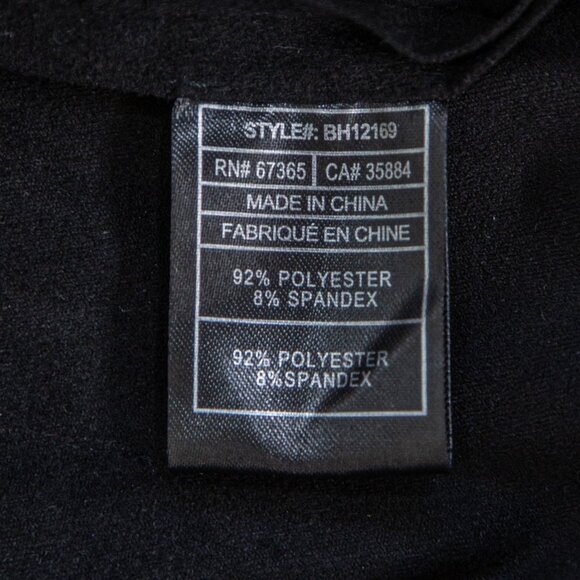 STYLE#: BH12169
RN# 67365 CA# 35884
MADE IN CHINA
FABRIQUÉ EN CHINE
92% POLYESTER
8% SPANDEX
92% POLYESTER
8%SPANDEX